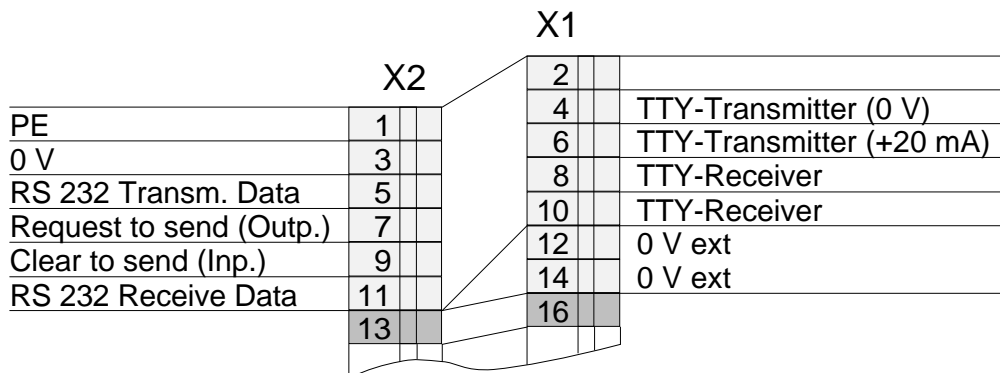 X1
X2
2
4 TTY-Transmitter (0 V)
6 TTY-Transmitter (+20 mA)
8 TTY-Receiver
10 TTY-Receiver
12 0 V ext
14 0 V ext
16
PE 1
0 V 3
RS 232 Transm. Data 5
Request to send (Outp.) 7
Clear to send (Inp.) 9
RS 232 Receive Data 11
13